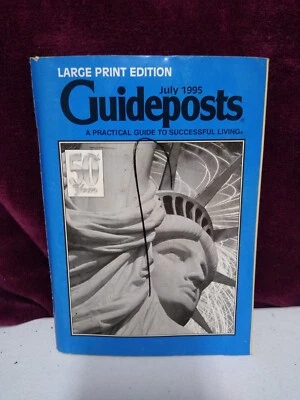 LARGE PRINT EDITION
July 1995
Guideposts®
A PRACTICAL GUIDE TO SUCCESSFUL LIVING®
50
Years